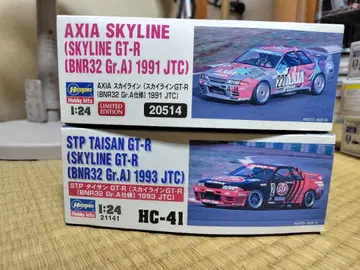 AXIA SKYLINE
(SKYLINE GT-R
(BNR32 Gr.A) 1991 JTC)
AXIA スカイライン (スカイラインGT-R
(BNR32 Gr.A仕様) 1991 JTC)
Hasegawa
Hobby kits
1:24
LIMITED EDITION
20514
AXIA
STP TAISAN GT-R
(SKYLINE GT-R
(BNR32 Gr.A) 1993 JTC)
STP タイサン GT-R (スカイラインGT-R
(BNR32 Gr.A仕様) 1993 JTC)
Hasegawa
Hobby kits
1:24
21141
HC-41
STP